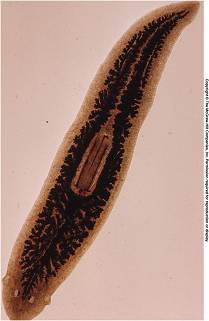 Copyright © The McGraw-Hill Companies, Inc. Permission required for reproduction or display.